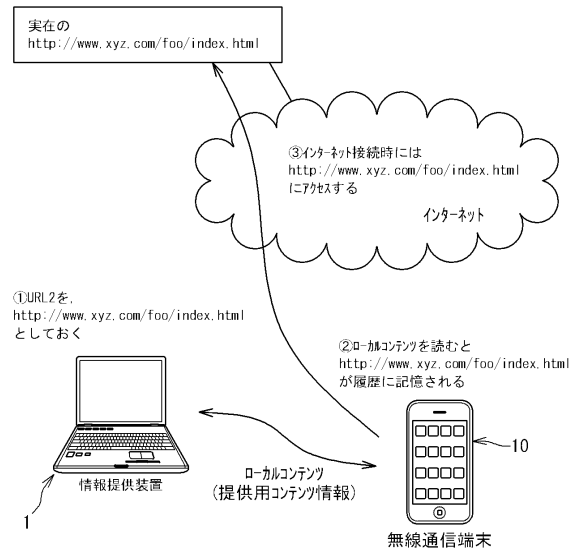 実在の
http://www.xyz.com/foo/index.html
③インターネット接続時には
http://www.xyz.com/foo/index.html
にアクセスする
インターネット
①URL2を,
http://www.xyz.com/foo/index.html
としておく
②ローカルコンテンツを読むと
http://www.xyz.com/foo/index.html
が履歴に記憶される
10
ローカルコンテンツ
(提供用コンテンツ情報)
情報提供装置
1
無線通信端末